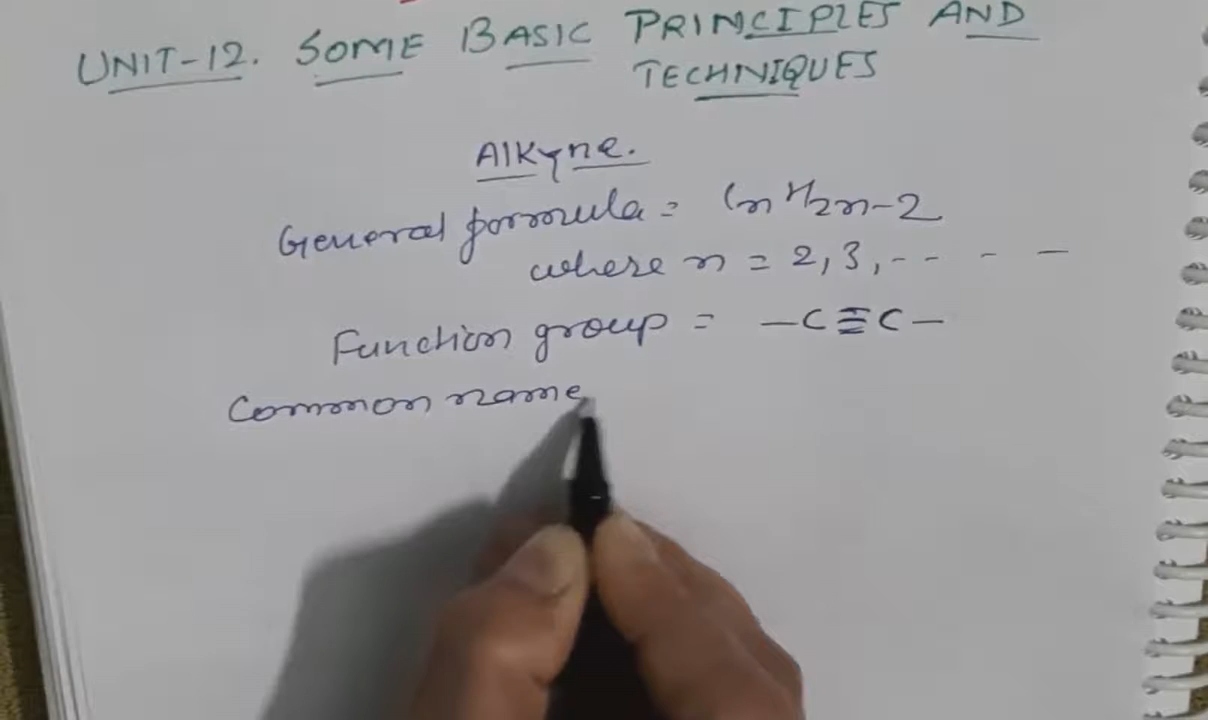 UNIT-12. SOME BASIC PRINCIPLES AND
TECHNIQUES
Alkyne.
General formula = CnH2n-2
where n = 2, 3, -- - -
Function group = -C≡C-
Common name